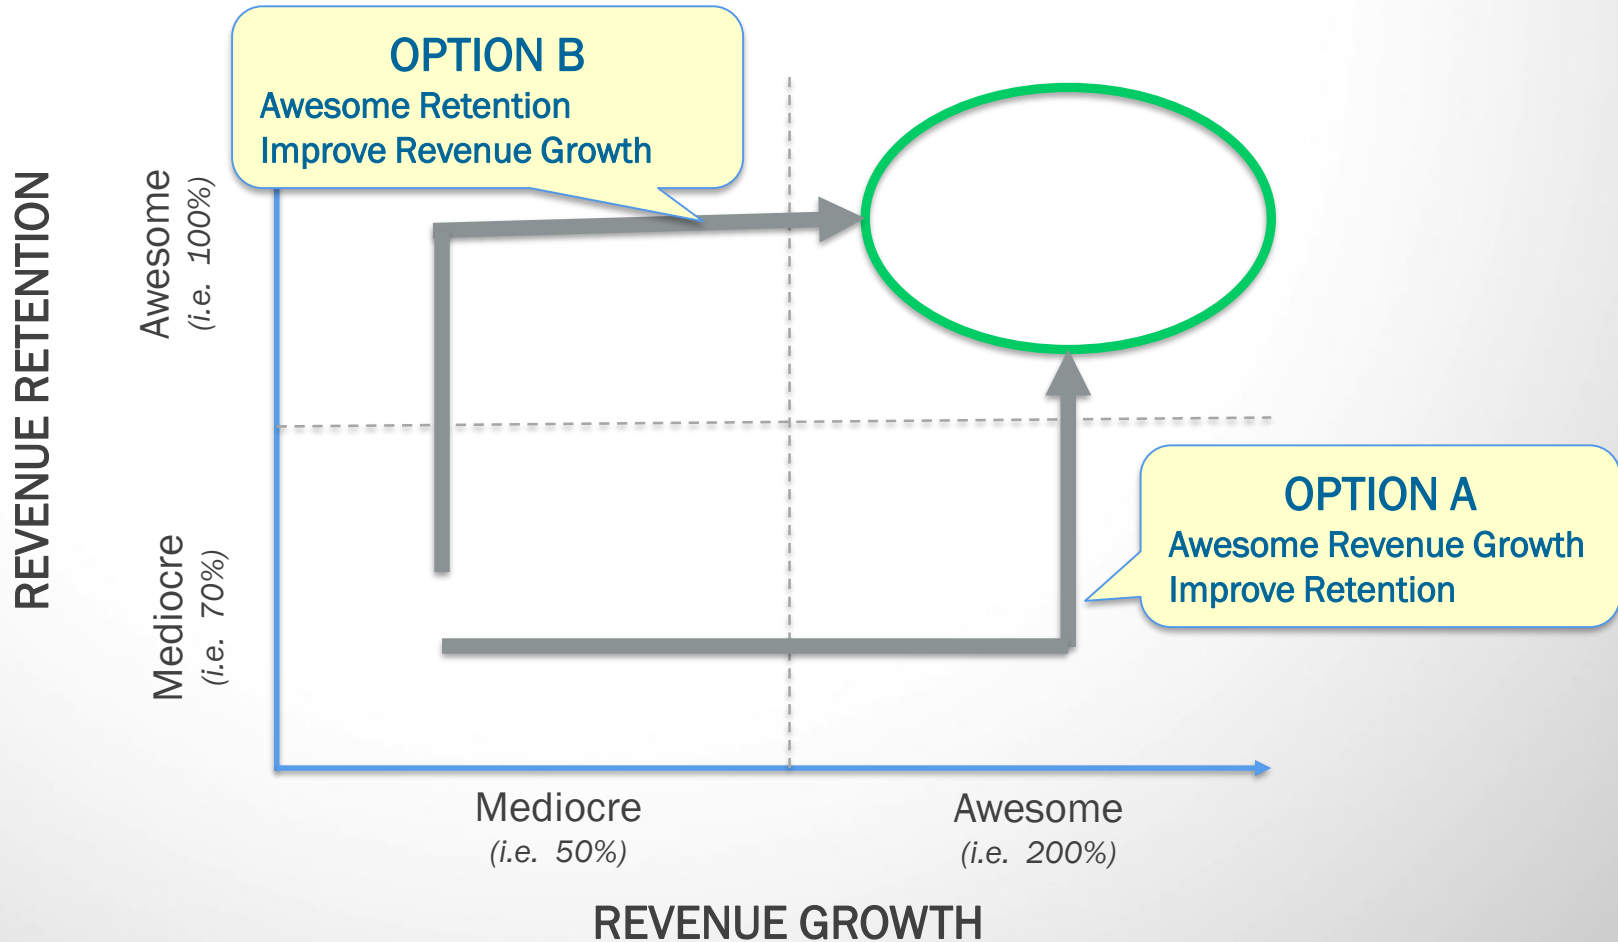 OPTION B
Awesome Retention
Improve Revenue Growth
REVENUE RETENTION
Awesome
(i.e. 100%)
Mediocre
(i.e. 70%)
OPTION A
Awesome Revenue Growth
Improve Retention
Mediocre
(i.e. 50%)
Awesome
(i.e. 200%)
REVENUE GROWTH